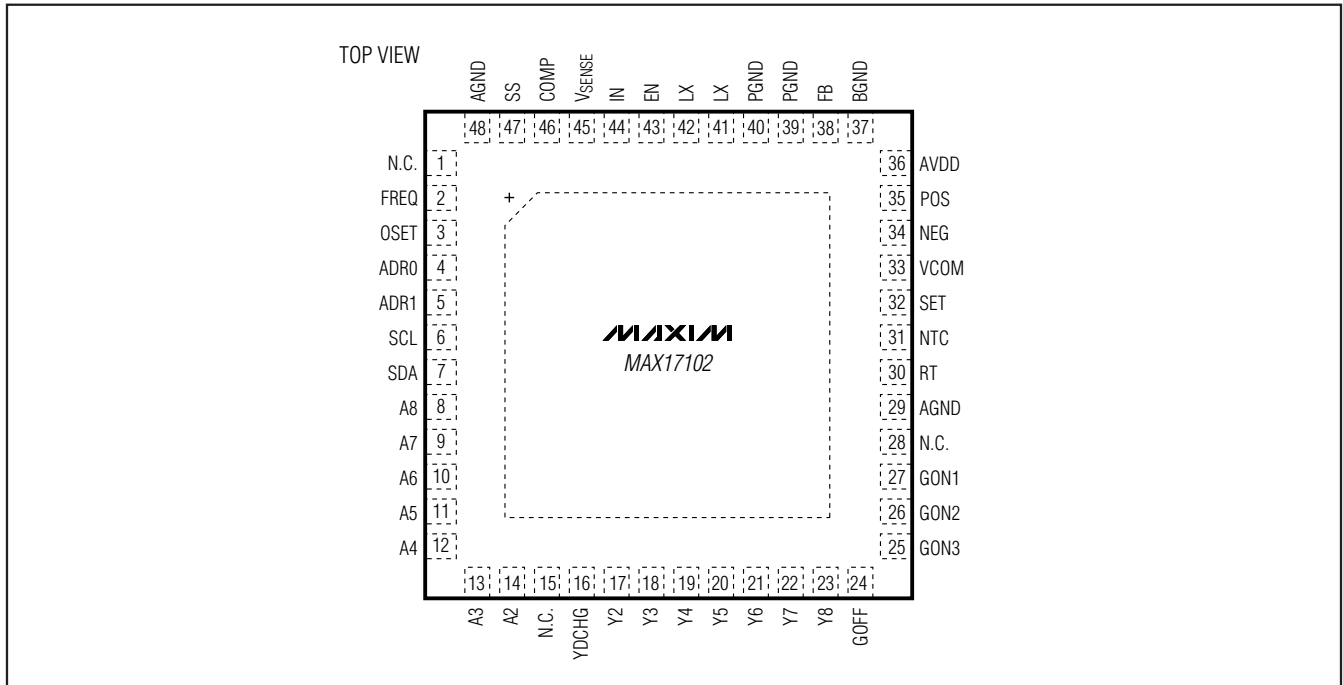 TOP VIEW
AGND
SS
COMP
VSENSE
IN
EN
LX
LX
PGND
PGND
FB
BGND
48 47 46 45 44 43 42 41 40 39 38 37
N.C. 1
FREQ 2
OSET 3
ADR0 4
ADR1 5
SCL 6
SDA 7
A8 8
A7 9
A6 10
A5 11
A4 12
+
MAXIM
MAX17102
36 AVDD
35 POS
34 NEG
33 VCOM
32 SET
31 NTC
30 RT
29 AGND
28 N.C.
27 GON1
26 GON2
25 GON3
13 14 15 16 17 18 19 20 21 22 23 24
A3
A2
N.C.
YDCHG
Y2
Y3
Y4
Y5
Y6
Y7
Y8
GOFF